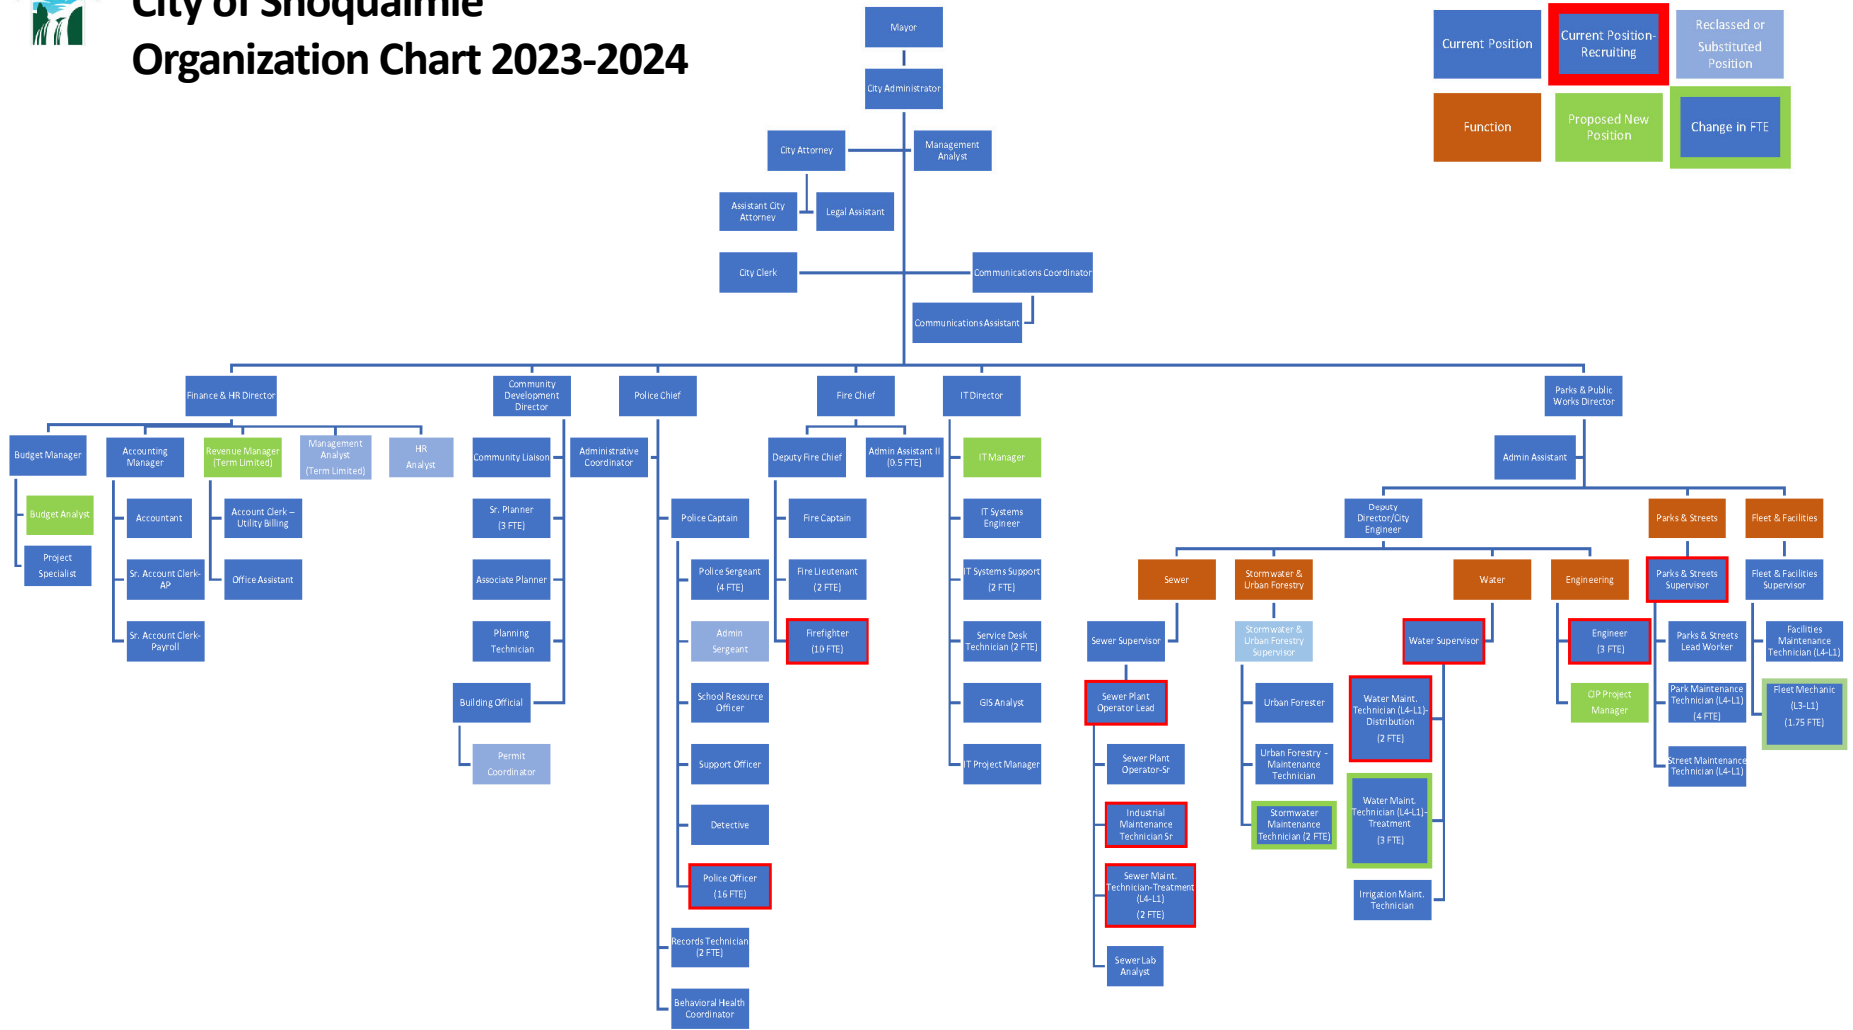 City of Snoqualmie
Organization Chart 2023-2024
Mayor
City Administrator
Current Position
Current Position-
Recruiting
Reclassed or
Substituted
Position
Function
Proposed New
Position
Change in FTE
City Attorney
Management
Analyst
Assistant City
Attorney
Legal Assistant
City Clerk
Communications Coordinator
Communications Assistant
Finance & HR Director
Community
Development
Director
Police Chief
Fire Chief
IT Director
Parks & Public
Works Director
Budget Manager
Accounting
Manager
Revenue Manager
(Term Limited)
Management
Analyst
(Term Limited)
HR
Analyst
Community Liaison
Administrative
Coordinator
Deputy Fire Chief
Admin Assistant II
(0.5 FTE)
IT Manager
Admin Assistant
Budget Analyst
Project
Specialist
Accountant
Sr. Account Clerk-
AP
Sr. Account Clerk-
Payroll
Account Clerk –
Utility Billing
Office Assistant
Sr. Planner
(3 FTE)
Associate Planner
Planning
Technician
Building Official
Permit
Coordinator
Police Captain
Police Sergeant
(4 FTE)
Admin
Sergeant
School Resource
Officer
Support Officer
Detective
Police Officer
(16 FTE)
Records Technician
(2 FTE)
Behavioral Health
Coordinator
Fire Captain
Fire Lieutenant
(2 FTE)
Firefighter
(10 FTE)
IT Systems
Engineer
IT Systems Support
(2 FTE)
Service Desk
Technician (2 FTE)
GIS Analyst
IT Project Manager
Deputy
Director/City
Engineer
Parks & Streets
Fleet & Facilities
Sewer
Stormwater &
Urban Forestry
Water
Engineering
Parks & Streets
Supervisor
Fleet & Facilities
Supervisor
Sewer Supervisor
Sewer Plant
Operator Lead
Sewer Plant
Operator-Sr
Industrial
Maintenance
Technician Sr
Sewer Maint.
Technician-Treatment
(L4-L1)
(2 FTE)
Sewer Lab
Analyst
Stormwater &
Urban Forestry
Supervisor
Urban Forester
Urban Forestry –
Maintenance
Technician
Stormwater
Maintenance
Technician (2 FTE)
Water Supervisor
Water Maint.
Technician (L4-L1)-
Distribution
(2 FTE)
Water Maint.
Technician (L4-L1)-
Treatment
(3 FTE)
Irrigation Maint.
Technician
Engineer
(3 FTE)
CIP Project
Manager
Parks & Streets
Lead Worker
Park Maintenance
Technician (L4-L1)
(4 FTE)
Street Maintenance
Technician (L4-L1)
Facilities
Maintenance
Technician (L4-L1)
Fleet Mechanic
(L3-L1)
(1.75 FTE)